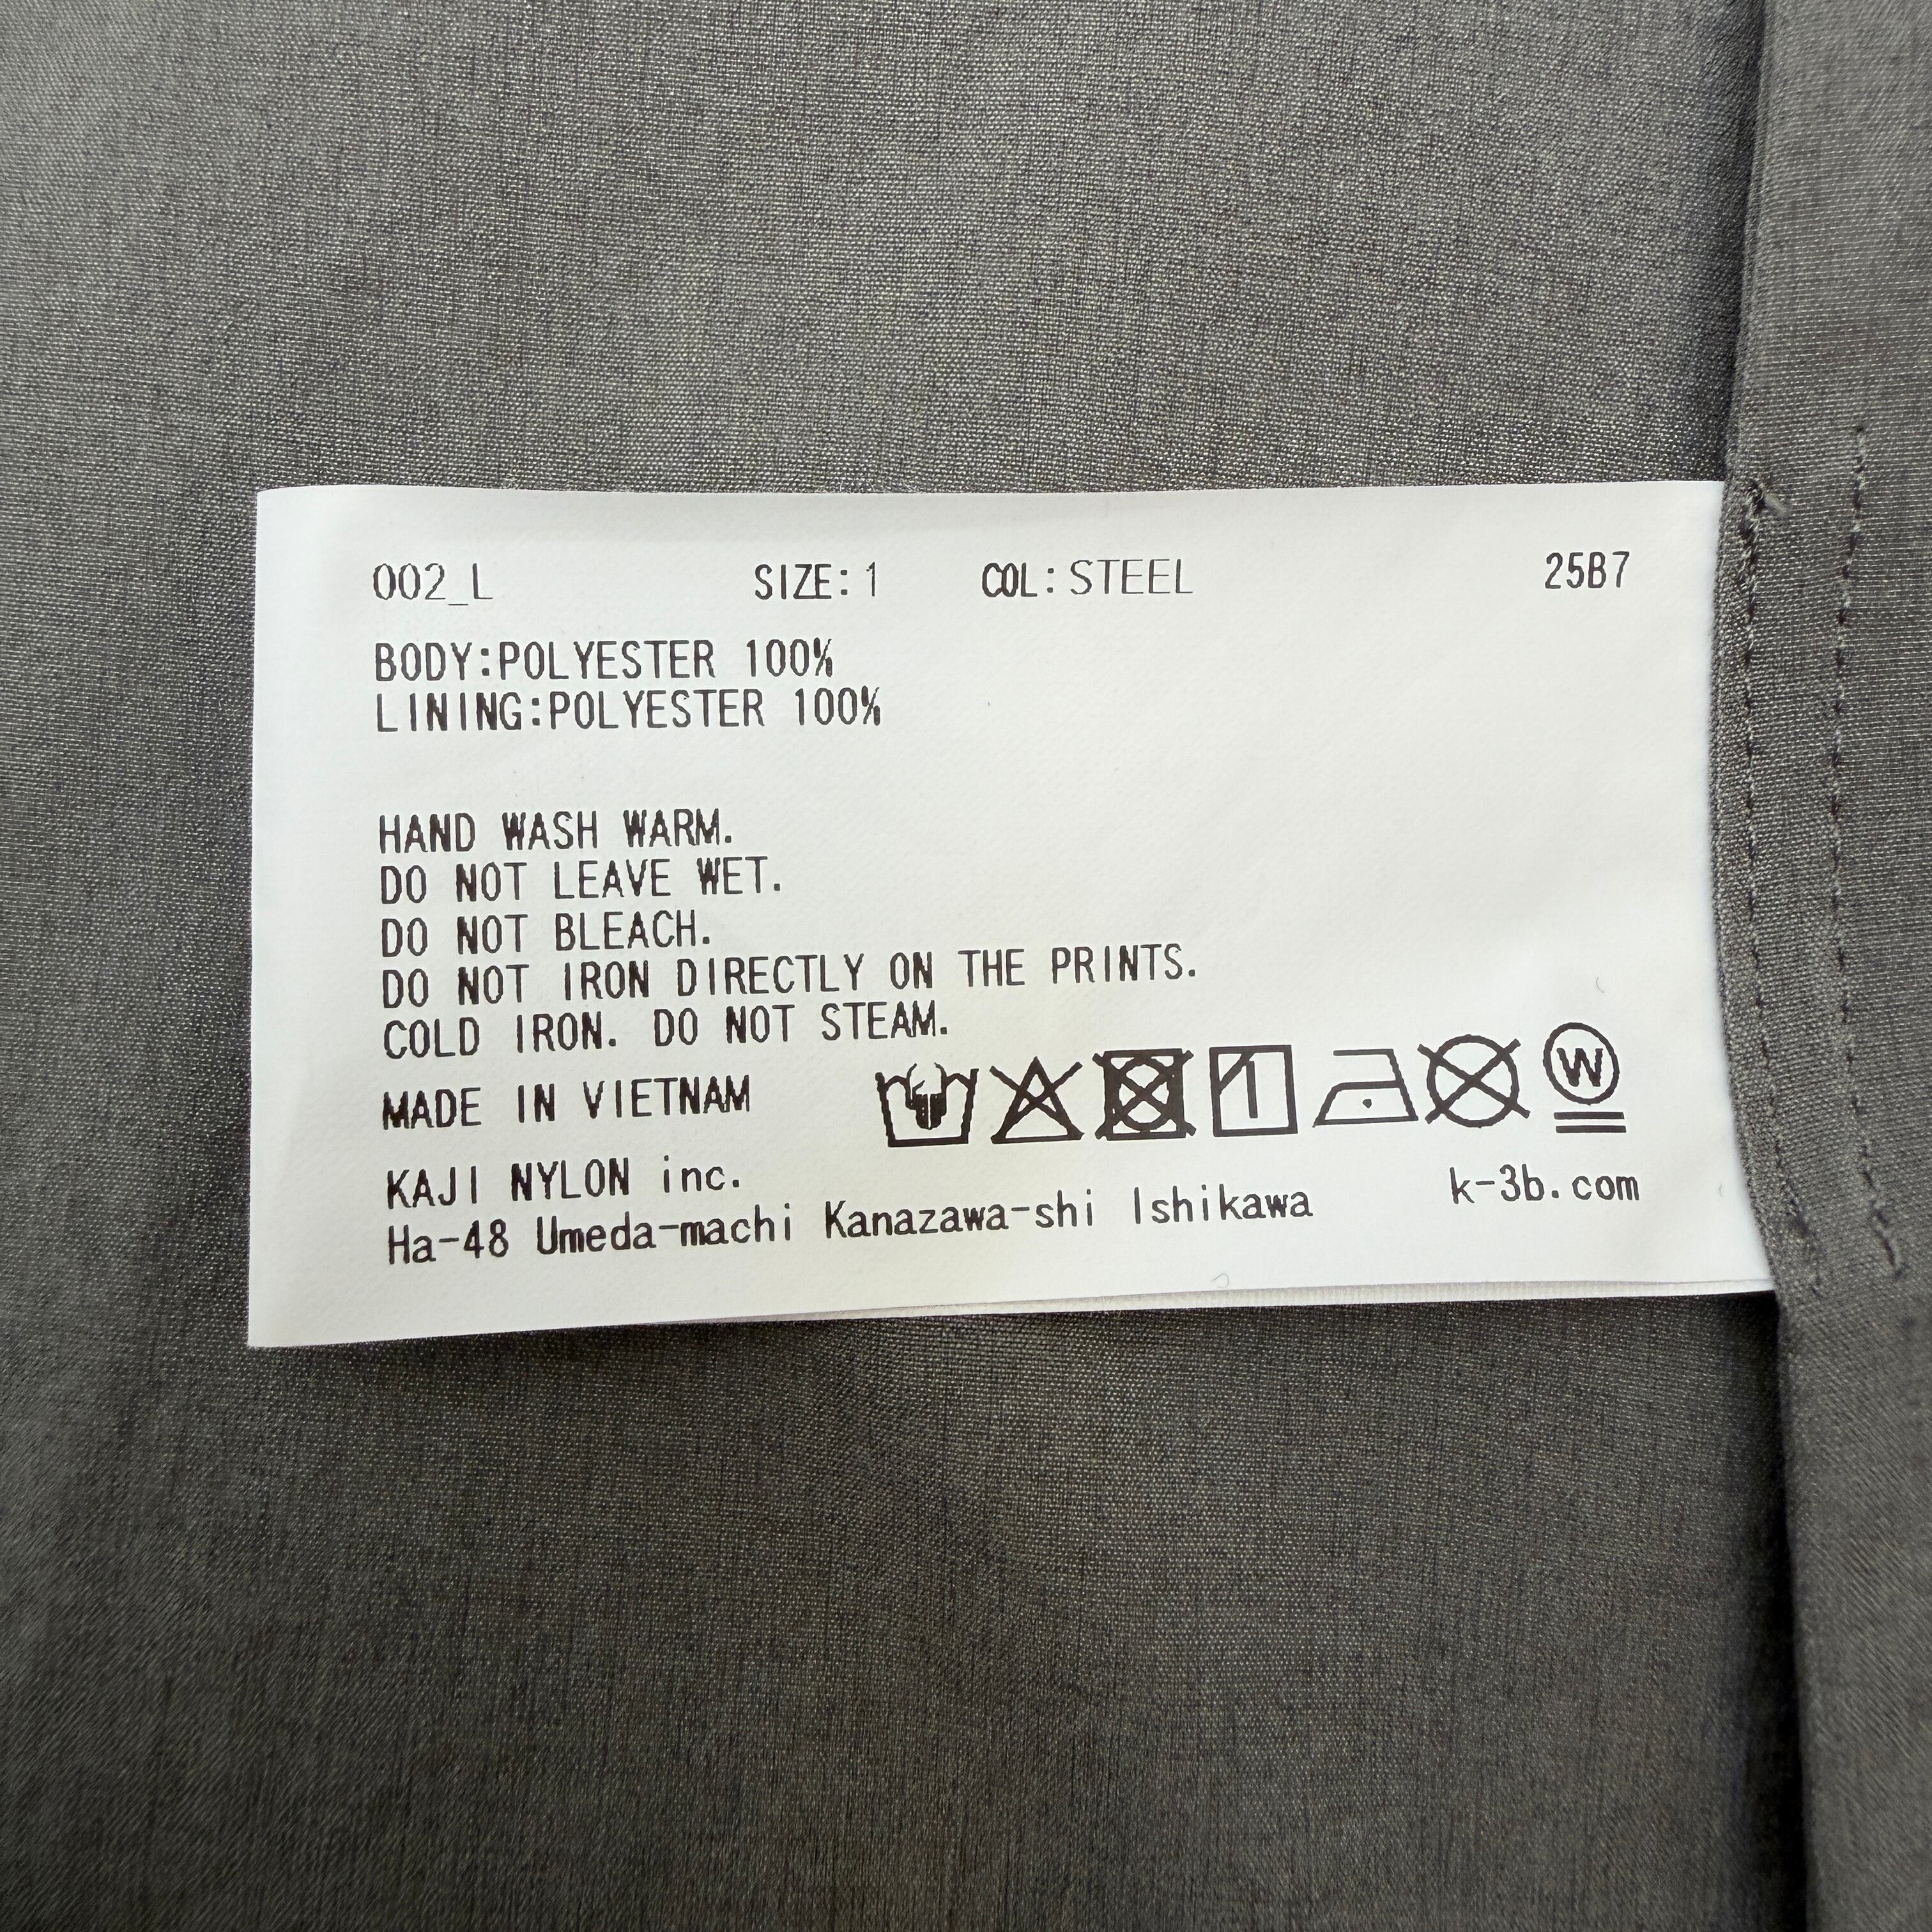 002_L SIZE:1 COL:STEEL 25B7
BODY:POLYESTER 100%
LINING:POLYESTER 100%
HAND WASH WARM.
DO NOT LEAVE WET.
DO NOT BLEACH.
DO NOT IRON DIRECTLY ON THE PRINTS.
COLD IRON. DO NOT STEAM.
MADE IN VIETNAM
W
KAJI NYLON inc.
Ha-48 Umeda-machi Kanazawa-shi Ishikawa k-3b.com